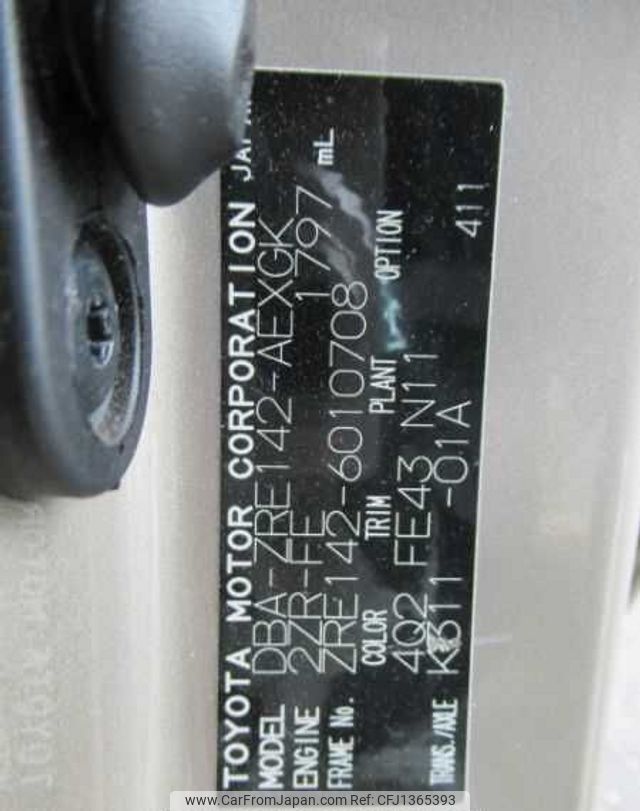 TOYOTA MOTOR CORPORATION JAPAN
MODEL DBA-ZRE142-AEXGK
ENGINE 2ZR-FE 1797 mL
FRAME No. ZRE142-6010708
COLOR TRIM PLANT OPTION
4Q2 FE43 N11
TRANS./AXLE K311 -01A 411
www.CarFromJapan.com Ref: CFJ1365393